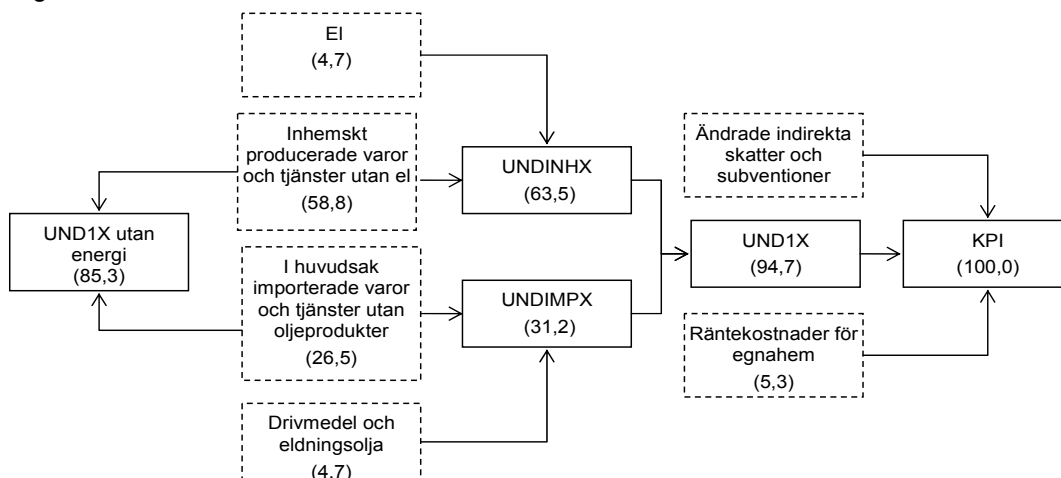 El
(4,7)
Inhemskt
producerade varor
och tjänster utan el
(58,8)
Ändrade indirekta
skatter och
subventioner
UNDINHX
(63,5)
UND1X utan
energi
(85,3)
I huvudsak
importerade varor
och tjänster utan
oljeprodukter
(26,5)
UNDIMPX
(31,2)
UND1X
(94,7)
KPI
(100,0)
Räntekostnader för
egnahem
(5,3)
Drivmedel och
eldningsolja
(4,7)